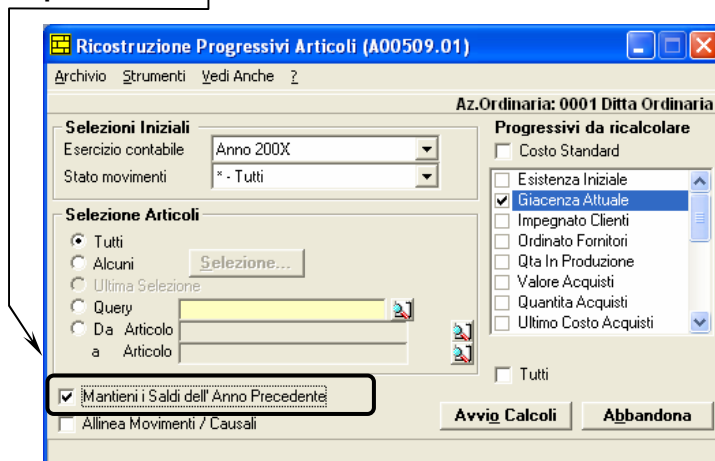 Ricostruzione Progressivi Articoli (A00509.01)
Archivio Strumenti Vedi Anche ?
Az.Ordinaria: 0001 Ditta Ordinaria
Selezioni Iniziali
Esercizio contabile Anno 200X
Stato movimenti * - Tutti
Selezione Articoli
Tutti
Alcuni Selezione...
Ultima Selezione
Query
Da Articolo
a Articolo
Mantieni i Saldi dell' Anno Precedente
Allinea Movimenti / Causali
Progressivi da ricalcolare
Costo Standard
Esistenza Iniziale
Giacenza Attuale
Impegnato Clienti
Ordinato Fornitori
Qta In Produzione
Valore Acquisti
Quantita Acquisti
Ultimo Costo Acquisti
Tutti
Avvio Calcoli Abbandona